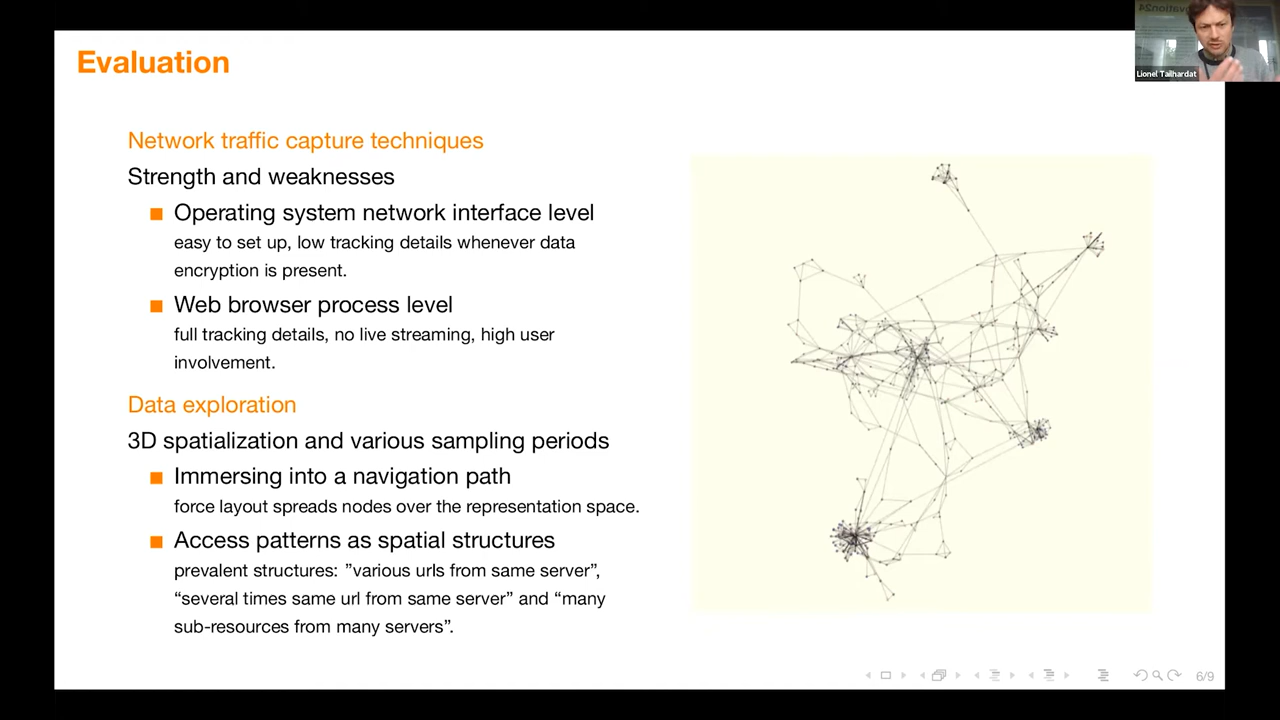 Evaluation
Network traffic capture techniques
Strength and weaknesses
Operating system network interface level
easy to set up, low tracking details whenever data
encryption is present.
Web browser process level
full tracking details, no live streaming, high user
involvement.
Data exploration
3D spatialization and various sampling periods
Immersing into a navigation path
force layout spreads nodes over the representation space.
Access patterns as spatial structures
prevalent structures: ”various urls from same server”,
“several times same url from same server” and “many
sub-resources from many servers”.
6/9
Lionel Tailhardat